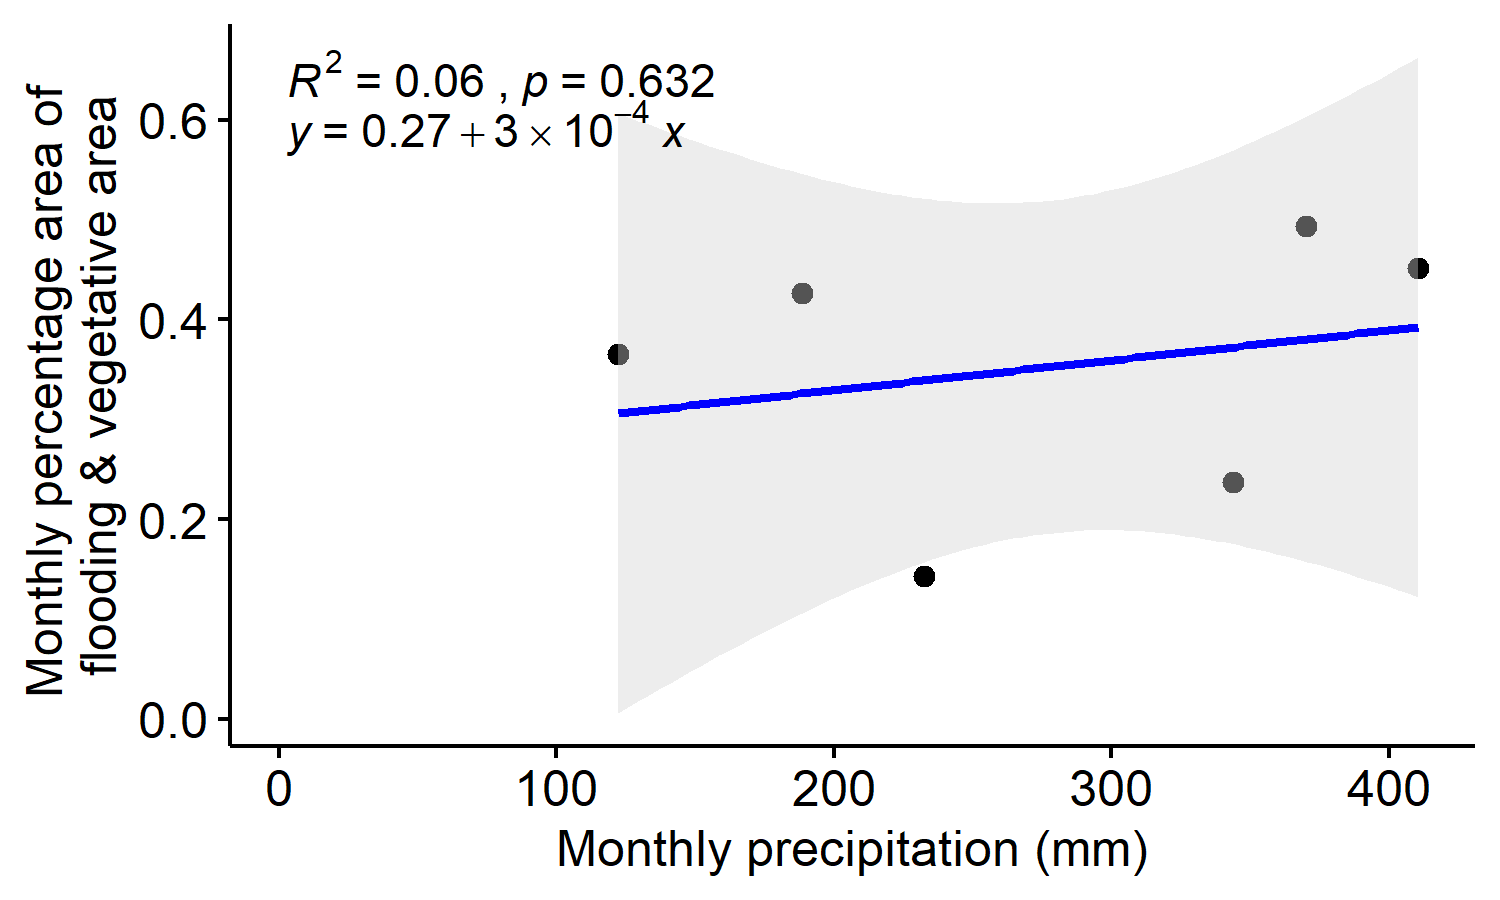 R² = 0.06 , p = 0.632
y = 0.27 + 3 × 10⁻⁴ x
Monthly percentage area of
flooding & vegetative area
0.6
0.4
0.2
0.0
0 100 200 300 400
Monthly precipitation (mm)